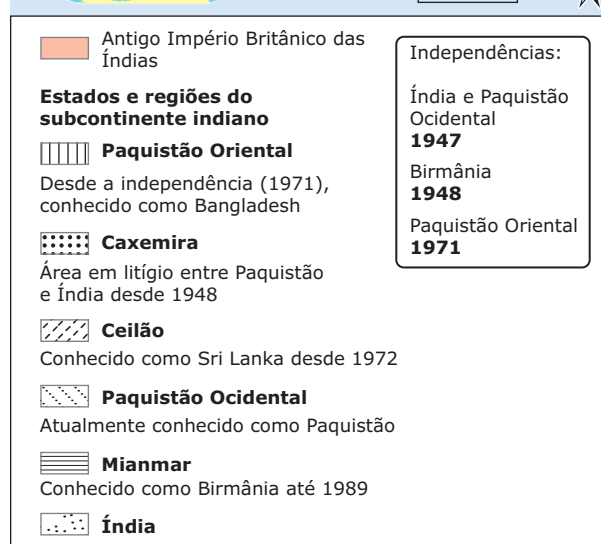 Antigo Império Britânico das
Índias
Estados e regiões do
subcontinente indiano
Paquistão Oriental
Desde a independência (1971),
conhecido como Bangladesh
Caxemira
Área em litígio entre Paquistão
e Índia desde 1948
Ceilão
Conhecido como Sri Lanka desde 1972
Paquistão Ocidental
Atualmente conhecido como Paquistão
Mianmar
Conhecido como Birmânia até 1989
Índia
Independências:
Índia e Paquistão
Ocidental
1947
Birmânia
1948
Paquistão Oriental
1971